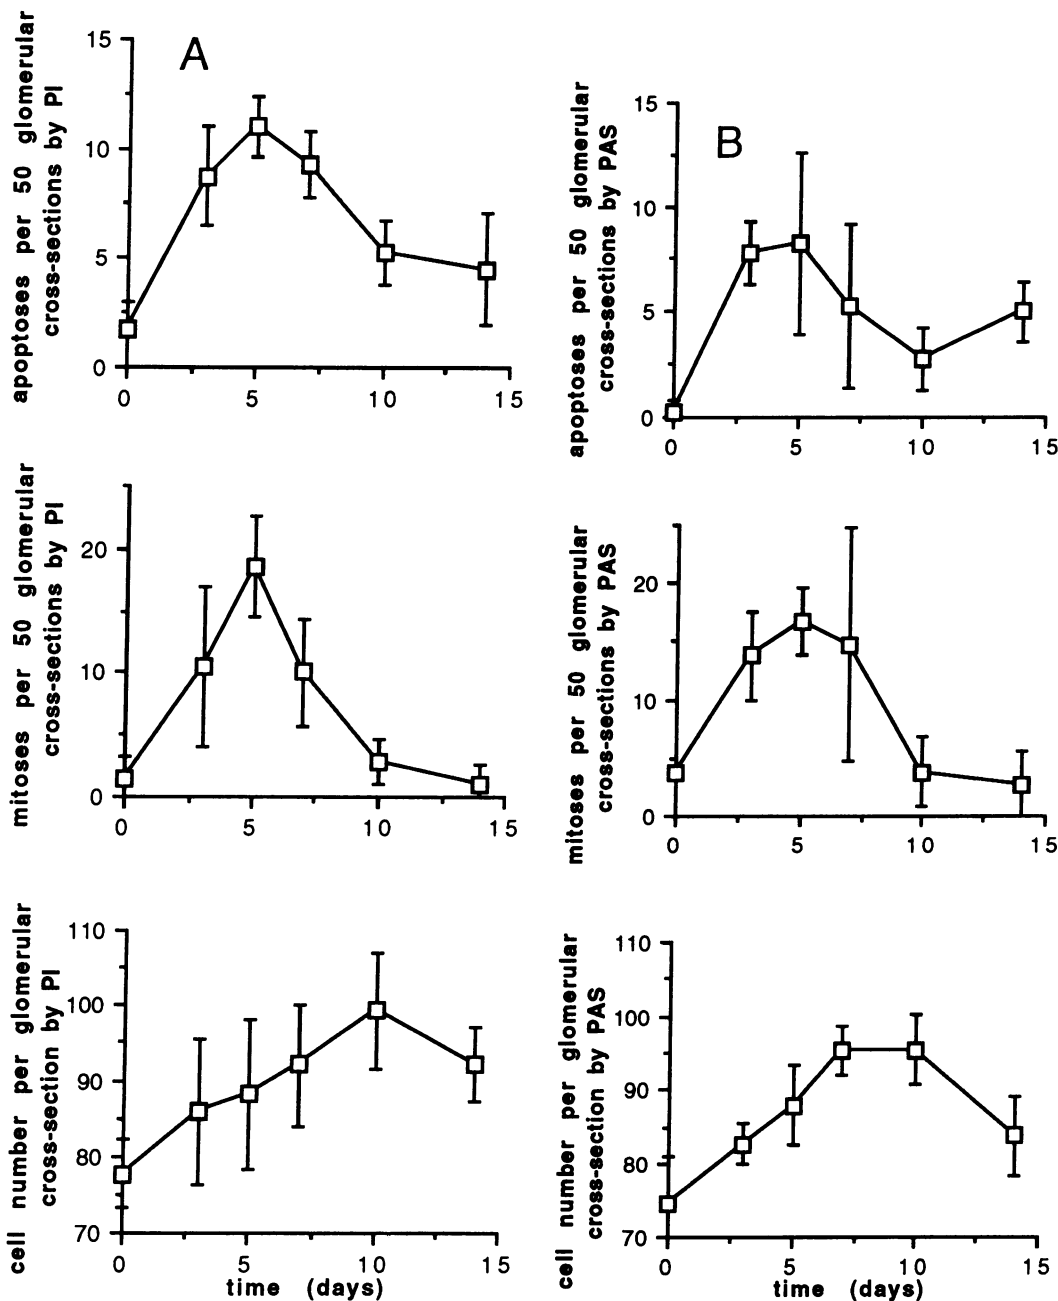 A
apoptoses per 50 glomerular
cross-sections by PI
15
10
5
0
0 5 10 15
B
apoptoses per 50 glomerular
cross-sections by PAS
15
10
5
0
0 5 10 15
mitoses per 50 glomerular
cross-sections by PI
20
10
0
0 5 10 15
mitoses per 50 glomerular
cross-sections by PAS
20
10
0
0 5 10 15
cell number per glomerular
cross-section by PI
110
100
90
80
70
0 5 10 15
time (days)
cell number per glomerular
cross-section by PAS
110
100
90
80
70
0 5 10 15
time (days)